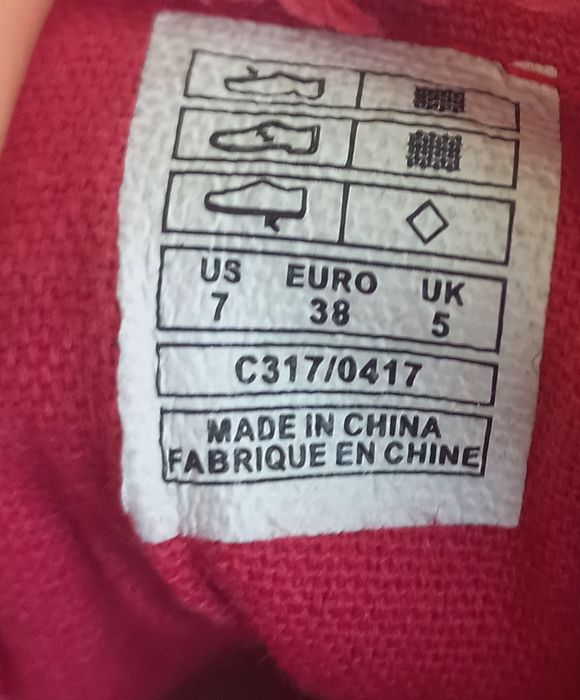 US EURO UK
7 38 5
C317/0417
MADE IN CHINA
FABRIQUE EN CHINE